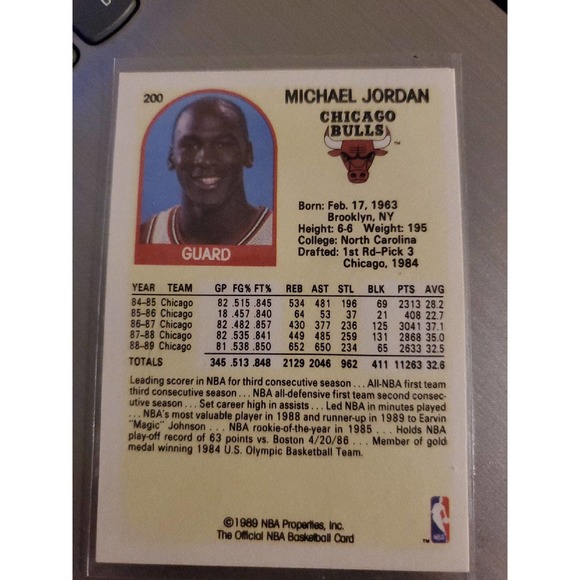 200
MICHAEL JORDAN
CHICAGO
BULLS
TM
Born: Feb. 17, 1963
Brooklyn, NY
Height: 6-6 Weight: 195
College: North Carolina
Drafted: 1st Rd-Pick 3
Chicago, 1984
GUARD
YEAR TEAM GP FG% FT% REB AST STL BLK PTS AVG
84-85 Chicago 82 .515 .845 534 481 196 69 2313 28.2
85-86 Chicago 18 .457 .840 64 53 37 21 408 22.7
86-87 Chicago 82 .482 .857 430 377 236 125 3041 37.1
87-88 Chicago 82 .535 .841 449 485 259 131 2868 35.0
88-89 Chicago 81 .538 .850 652 650 234 65 2633 32.5
TOTALS 345 .513 .848 2129 2046 962 411 11263 32.6
Leading scorer in NBA for third consecutive season . . . All-NBA first team
third consecutive season . . . NBA all-defensive first team second consec-
utive season . . . Set career high in assists . . . Led NBA in minutes played . . .
. . . NBA's most valuable player in 1988 and runner-up in 1989 to Earvin
"Magic" Johnson . . . NBA rookie-of-the-year in 1985 . . . Holds NBA
play-off record of 63 points vs. Boston 4/20/86 . . . Member of gold
medal winning 1984 U.S. Olympic Basketball Team.
©1989 NBA Properties, Inc.
The Official NBA Basketball Card
TM
NBA